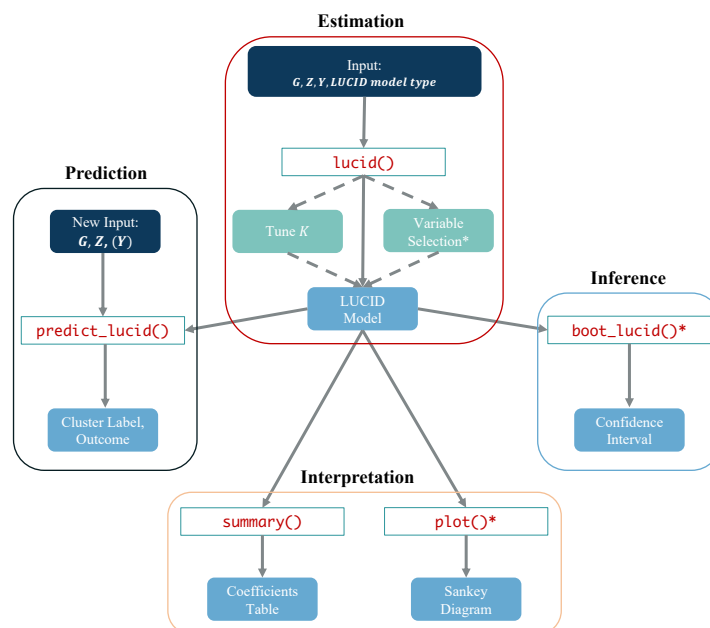 Estimation
Input:
G, Z, Y, LUCID model type
lucid()
Tune K
Variable
Selection*
LUCID
Model
Prediction
New Input:
G, Z, (Y)
predict_lucid()
Cluster Label,
Outcome
Inference
boot_lucid()*
Confidence
Interval
Interpretation
summary()
plot()*
Coefficients
Table
Sankey
Diagram